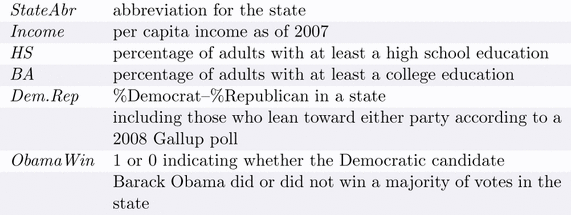 StateAbr abbreviation for the state
Income per capita income as of 2007
HS percentage of adults with at least a high school education
BA percentage of adults with at least a college education
Dem.Rep %Democrat–%Republican in a state
including those who lean toward either party according to a
2008 Gallup poll
ObamaWin 1 or 0 indicating whether the Democratic candidate
Barack Obama did or did not win a majority of votes in the
state